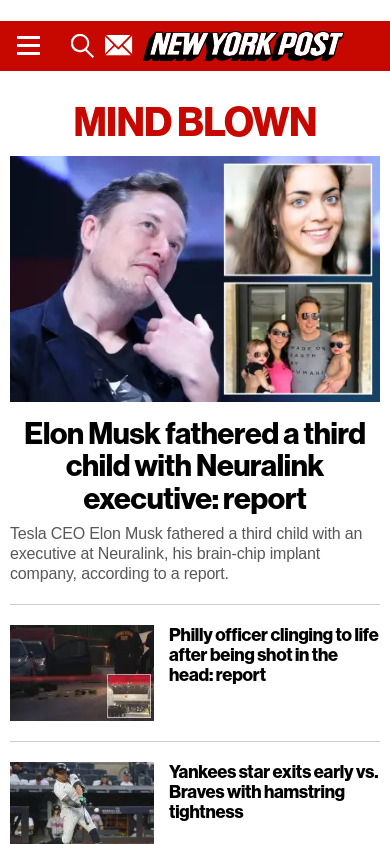 NEW YORK POST
MIND BLOWN
Elon Musk fathered a third
child with Neuralink
executive: report
Tesla CEO Elon Musk fathered a third child with an
executive at Neuralink, his brain-chip implant
company, according to a report.
Philly officer clinging to life
after being shot in the
head: report
Yankees star exits early vs.
Braves with hamstring
tightness